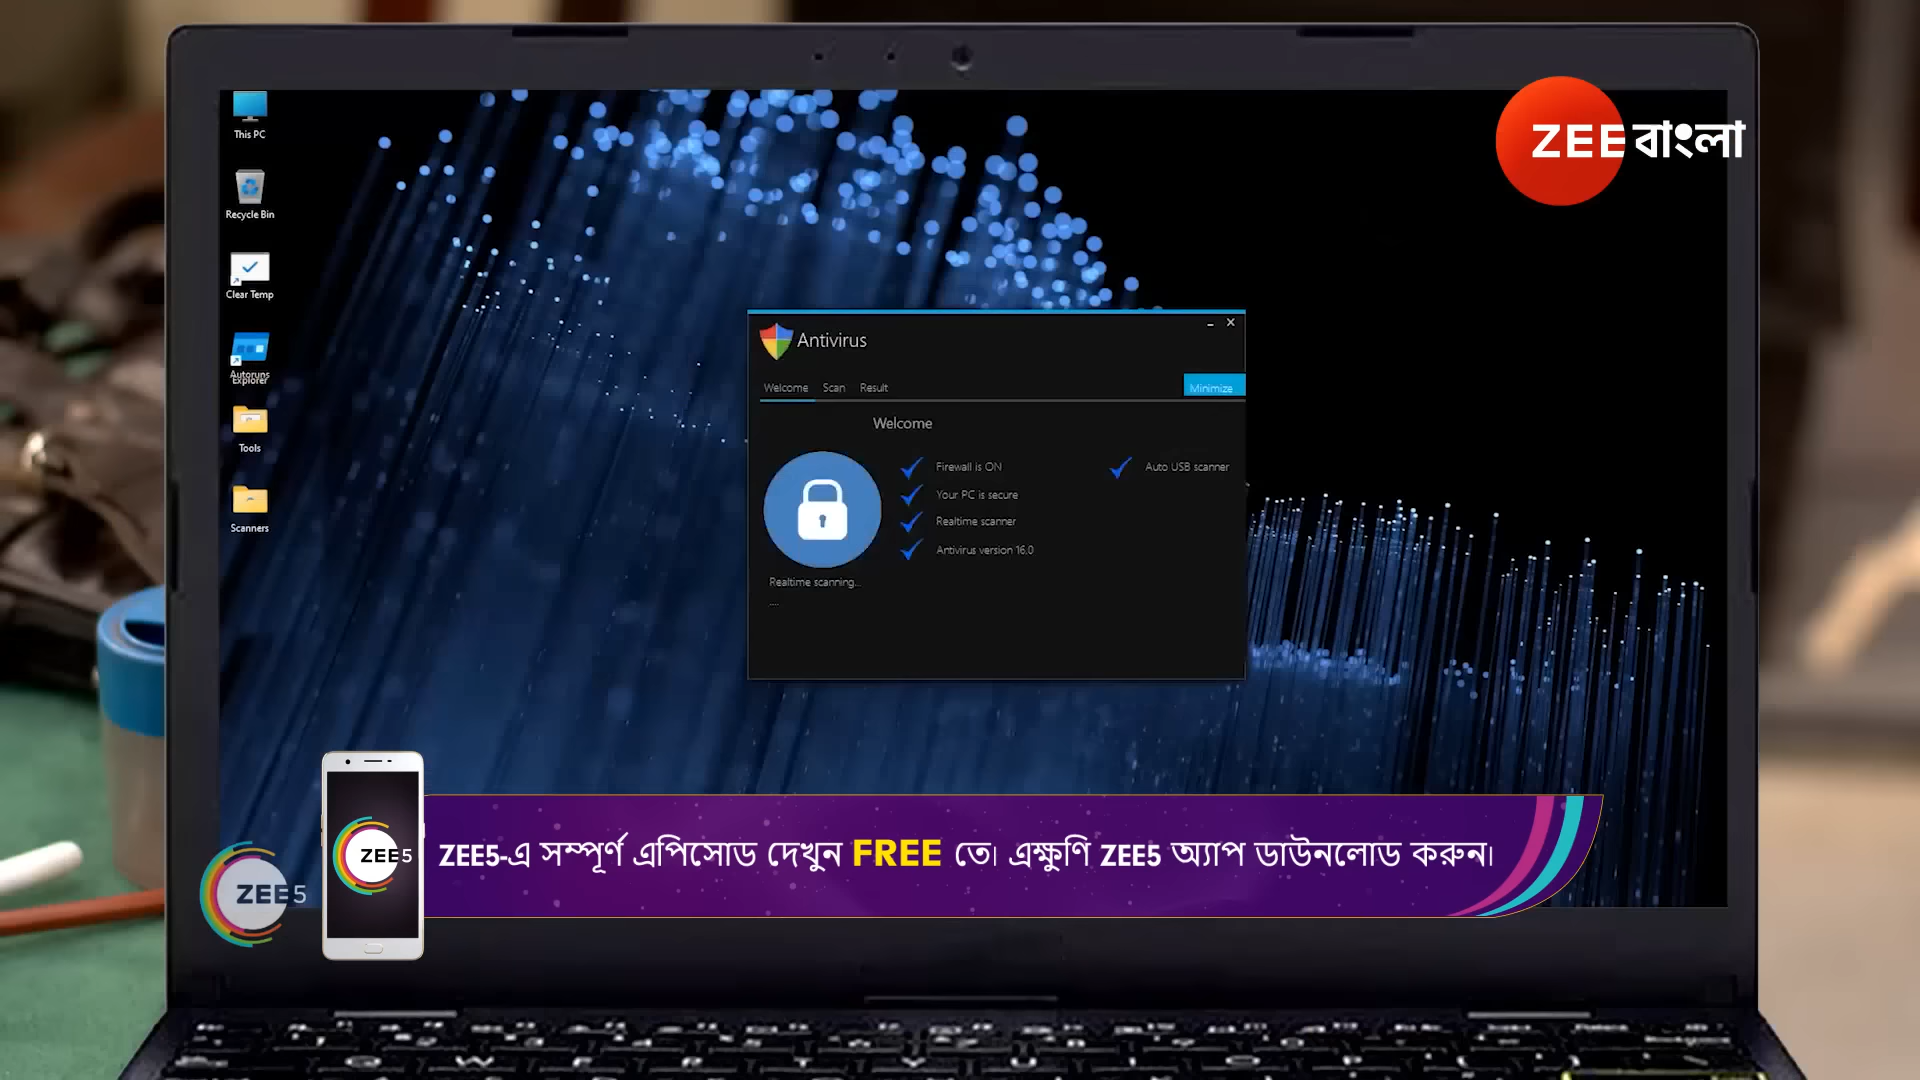 This PC
Recycle Bin
Clear Temp
Autoruns
Explorer
Tools
Scanners
ZEE বাংলা
Antivirus
Welcome Scan Result Minimize
Welcome
Firewall is ON Auto USB scanner
Your PC is secure
Realtime scanner
Antivirus version 16.0
Realtime scanning...
....
ZEE5
ZEE5
ZEE5-এ সম্পূর্ণ এপিসোড দেখুন FREE তে। এক্ষুণি ZEE5 অ্যাপ ডাউনলোড করুন।